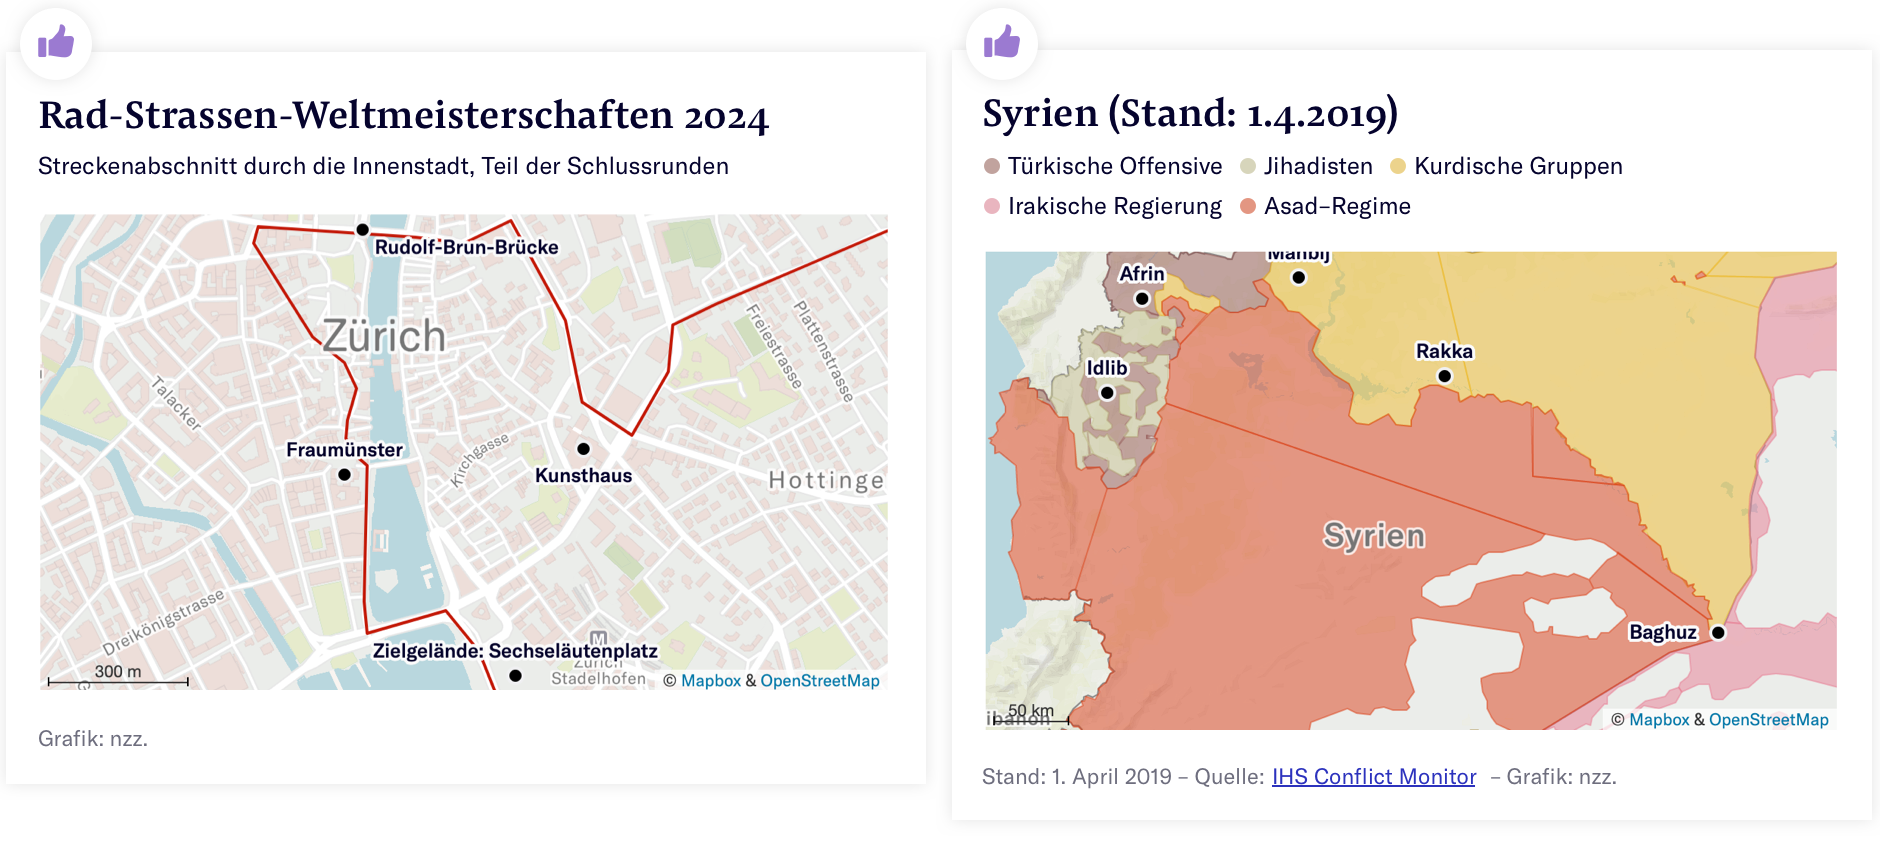 Rad-Strassen-Weltmeisterschaften 2024
Streckenabschnitt durch die Innenstadt, Teil der Schlussrunden
Rudolf-Brun-Brücke
Zürich
Plattenstrasse
Freiestrasse
Talacker
Fraumünster
Kirchgasse
Kunsthaus
Hottinge
Dreikönigstrasse
M
Zielgelände: Sechseläutenplatz
Zürich
Stadelhofen
300 m
© Mapbox & OpenStreetMap
Grafik: nzz.
Syrien (Stand: 1.4.2019)
Türkische Offensive Jihadisten Kurdische Gruppen
Irakische Regierung Asad–Regime
Manbij
Afrin
Rakka
Idlib
Syrien
Baghuz
50 km
ibanon
© Mapbox & OpenStreetMap
Stand: 1. April 2019 – Quelle: IHS Conflict Monitor – Grafik: nzz.